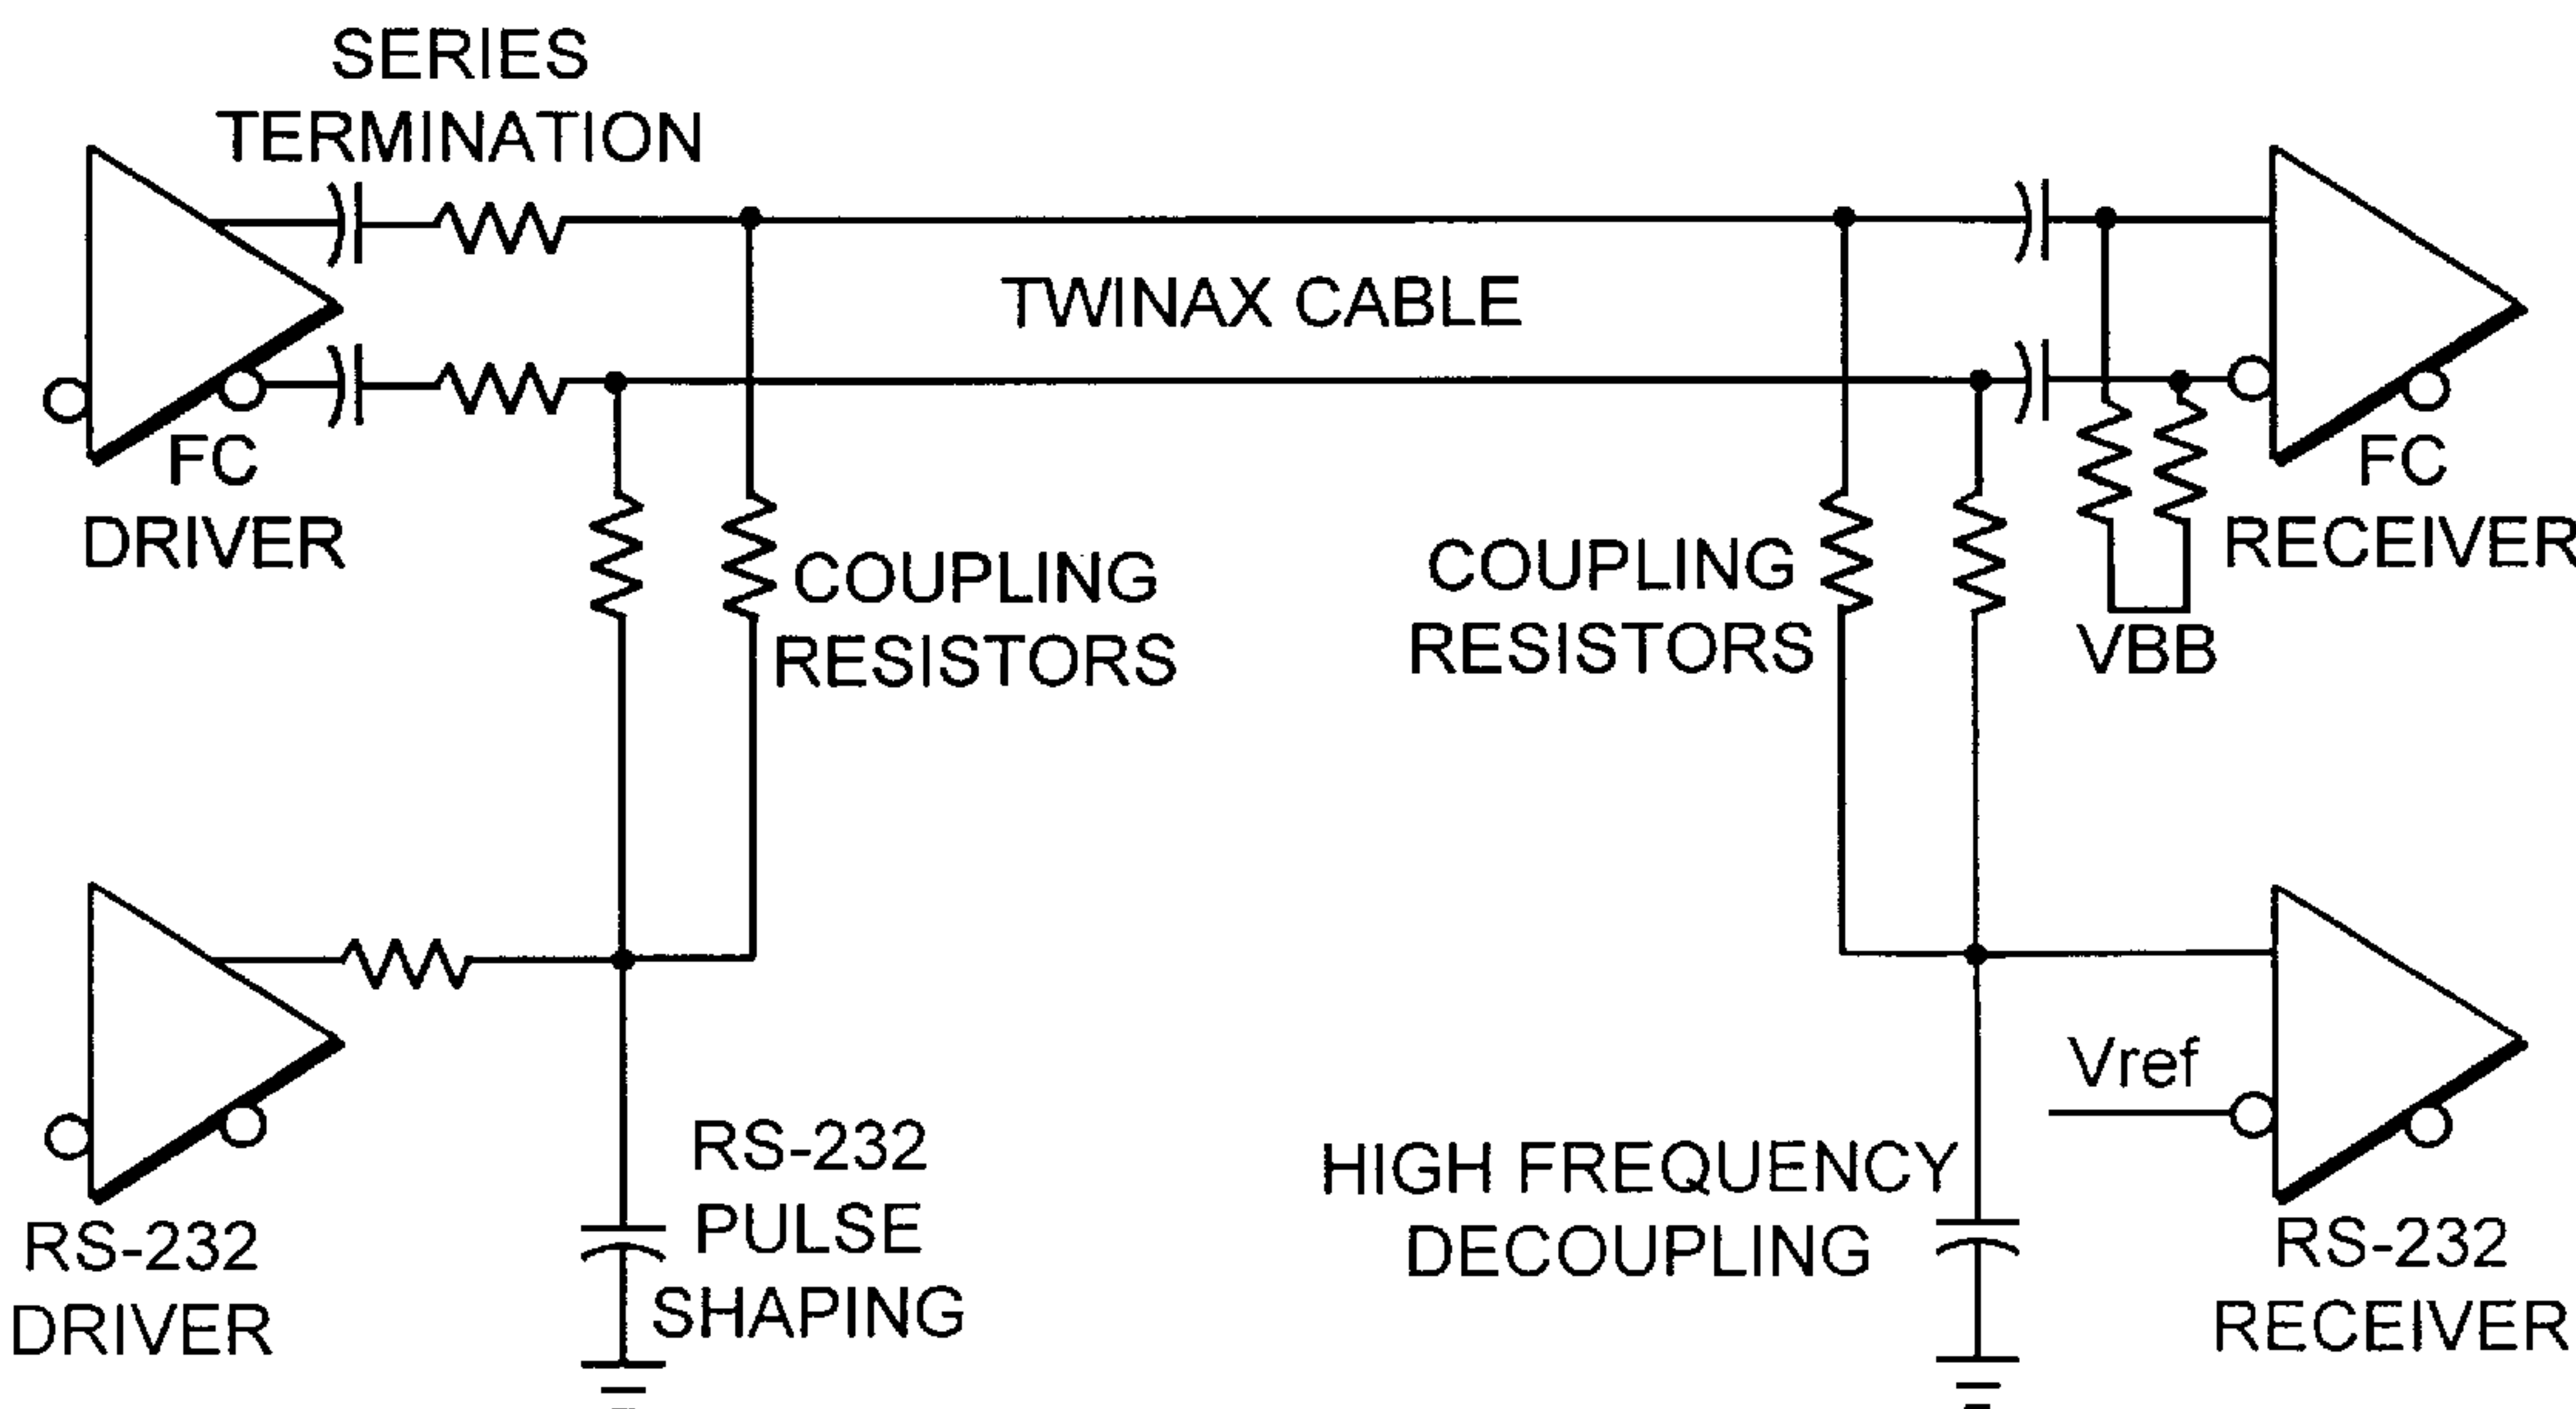 SERIES
TERMINATION
TWINAX CABLE
FC
DRIVER
FC
RECEIVER
COUPLING
RESISTORS
COUPLING
RESISTORS
VBB
Vref
RS-232
PULSE
SHAPING
HIGH FREQUENCY
DECOUPLING
RS-232
DRIVER
RS-232
RECEIVER